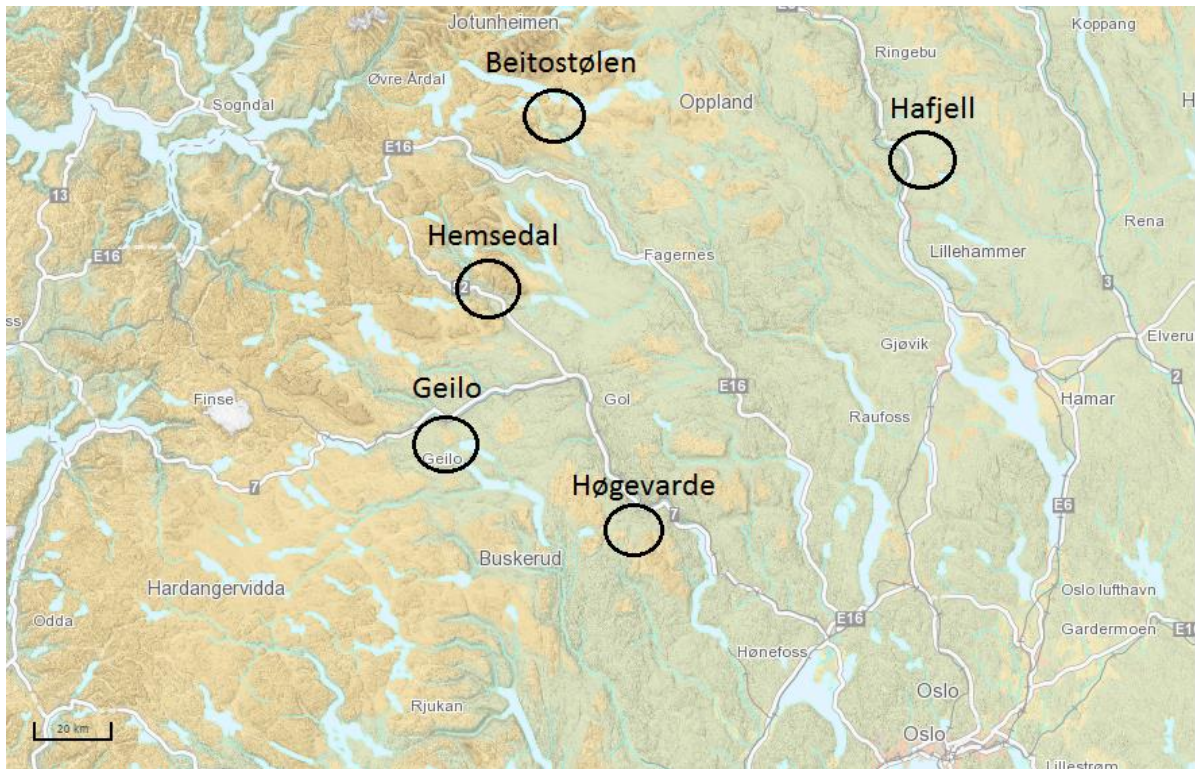 Jotunheimen
Koppang
Ringebu
Beitostølen
Øvre Årdal
Oppland
Hafjell
Sogndal
H
E16
13
Rena
Hemsedal
Lillehammer
E16
Fagernes
3
Gjøvik
Elveru
Geilo
E16
2
Finse
Gol
Hamar
Raufoss
Geilo
Høgevarde
7
7
E6
Buskerud
Hardangervidda
Oslo lufthavn
Odda
E16
Gardermoen
Hønefoss
Rjukan
Oslo
20 km
Oslo
Lillestrøm